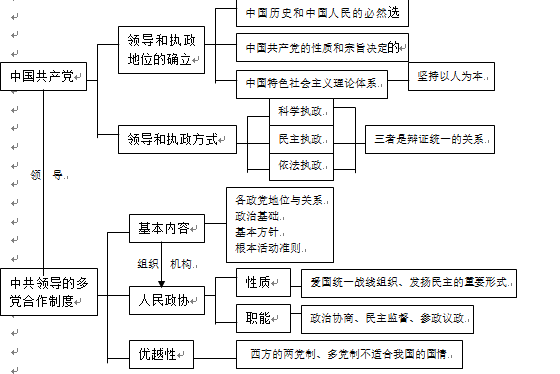 中国历史和中国人民的必然选
领导和执政
地位的确立
中国共产党的性质和宗旨决定的
中国共产党
中国特色社会主义理论体系
坚持以人为本
科学执政
领导和执政方式
民主执政
三者是辩证统一的关系
依法执政
领 导
各政党地位与关系
政治基础
基本方针
根本活动准则
基本内容
组织 机构
中共领导的多
党合作制度
人民政协
性质
爱国统一战线组织、发扬民主的重要形式
职能
政治协商、民主监督、参政议政
优越性
西方的两党制、多党制不适合我国的国情